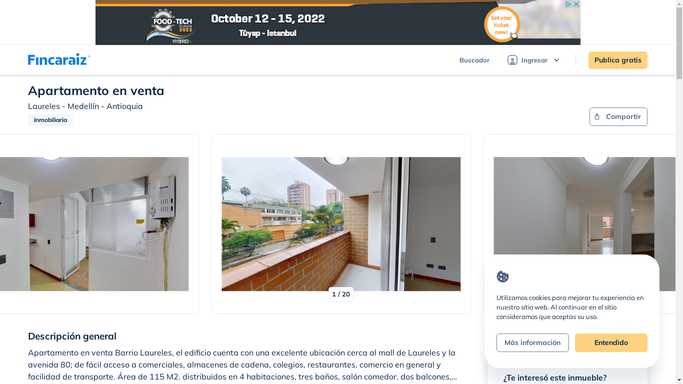 FOOD-TECH
October 12 - 15, 2022
Tüyap - Istanbul
Get your
ticket
now!
Fincaraiz
Buscador
Ingresar
Publica gratis
Apartamento en venta
Laureles - Medellín - Antioquia
Inmobiliaria
Compartir
1 / 20
Utilizamos cookies para mejorar tu experiencia en
nuestro sitio web. Al continuar en el sitio
consideramos que aceptas su uso.
Más información
Entendido
Descripción general
Apartamento en venta Barrio Laureles, el edificio cuenta con una excelente ubicación cerca al mall de Laureles y la
avenida 80; de fácil acceso a comerciales, almacenes de cadena, colegios, restaurantes, comercio en general y
facilidad de transporte. Área de 115 M2. distribuidos en 4 habitaciones, tres baños, salón comedor, dos balcones,...
¿Te interesó este inmueble?